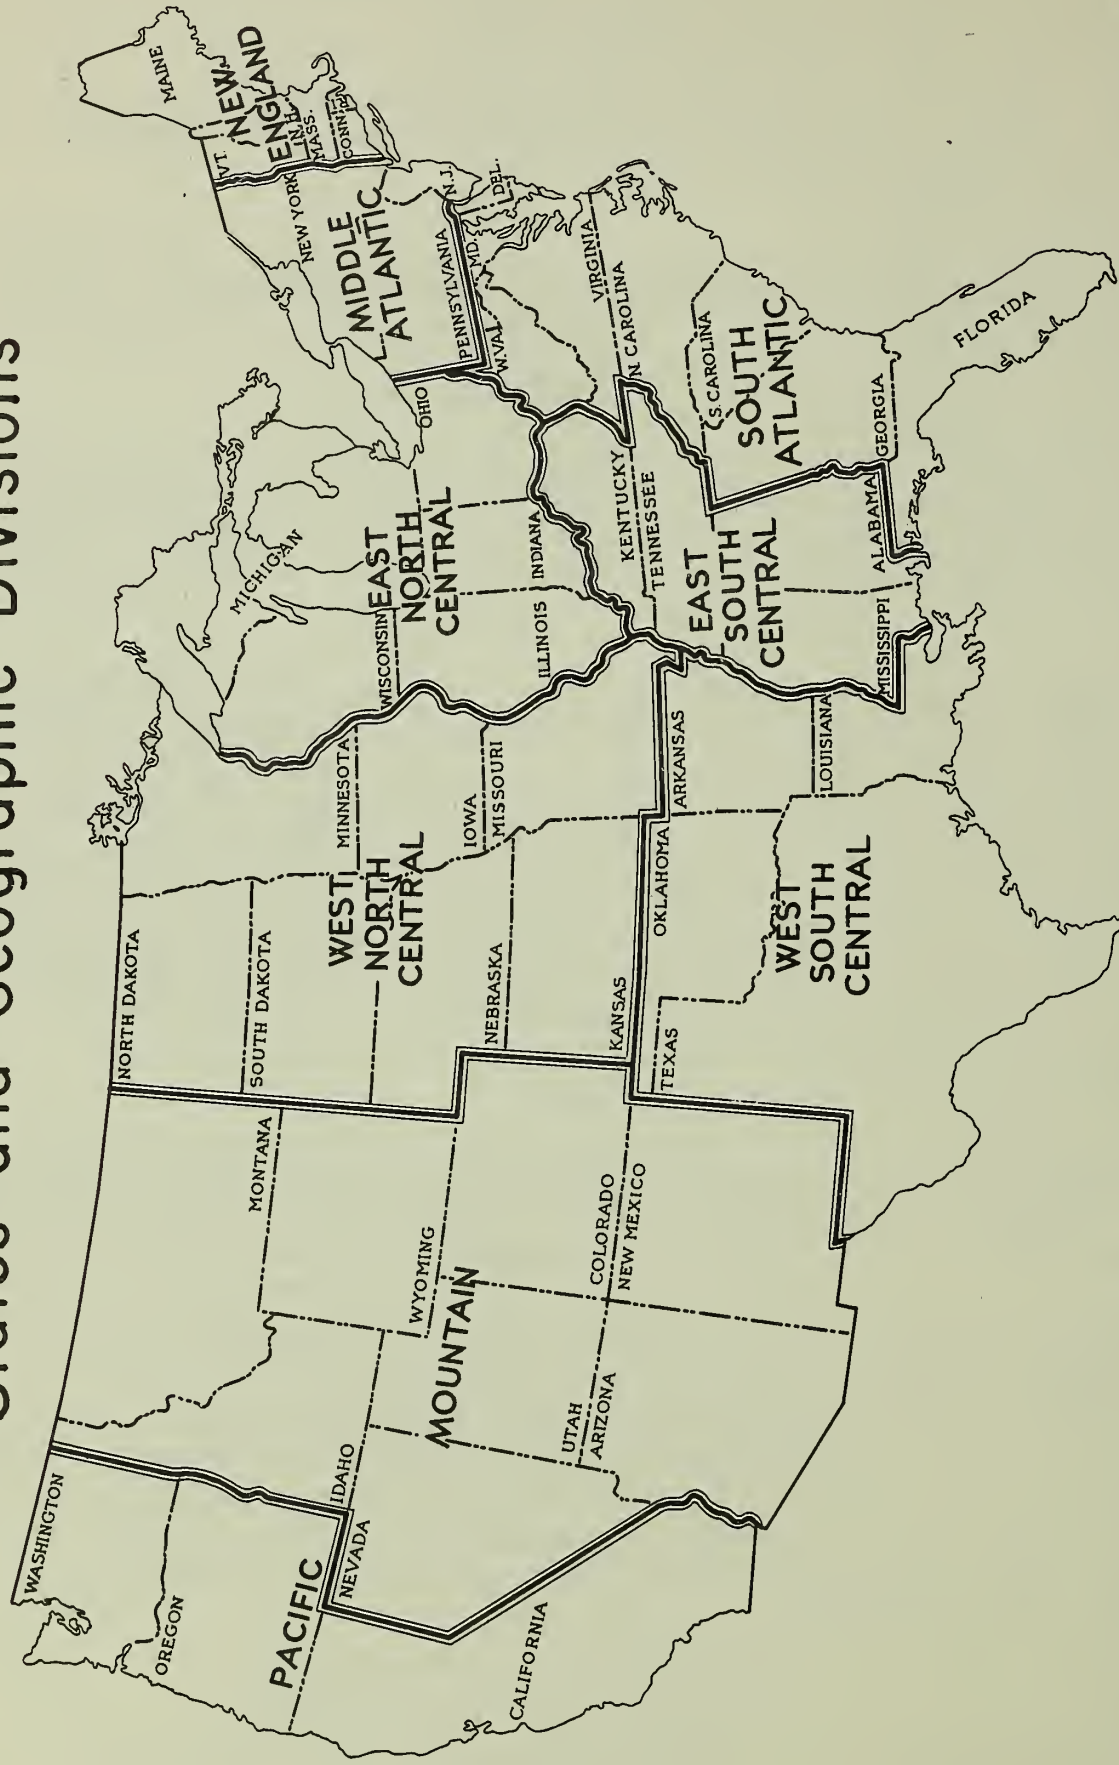 States and Geographic Divisions
WASHINGTON
OREGON
PACIFIC
CALIFORNIA
NEVADA
IDAHO
MONTANA
WYOMING
MOUNTAIN
UTAH
ARIZONA
COLORADO
NEW MEXICO
NORTH DAKOTA
SOUTH DAKOTA
WEST
NORTH
CENTRAL
NEBRASKA
KANSAS
MINNESOTA
IOWA
MISSOURI
TEXAS
OKLAHOMA
ARKANSAS
LOUISIANA
WEST
SOUTH
CENTRAL
WISCONSIN
MICHIGAN
EAST
NORTH
CENTRAL
ILLINOIS
INDIANA
OHIO
KENTUCKY
TENNESSEE
EAST
SOUTH
CENTRAL
MISSISSIPPI
ALABAMA
MIDDLE
ATLANTIC
NEW YORK
PENNSYLVANIA
N.J.
MAINE
NEW
ENGLAND
VT.
N.H.
MASS.
CONN.
DEL.
MD.
W.VA.
VIRGINIA
N CAROLINA
S. CAROLINA
SOUTH
ATLANTIC
GEORGIA
FLORIDA